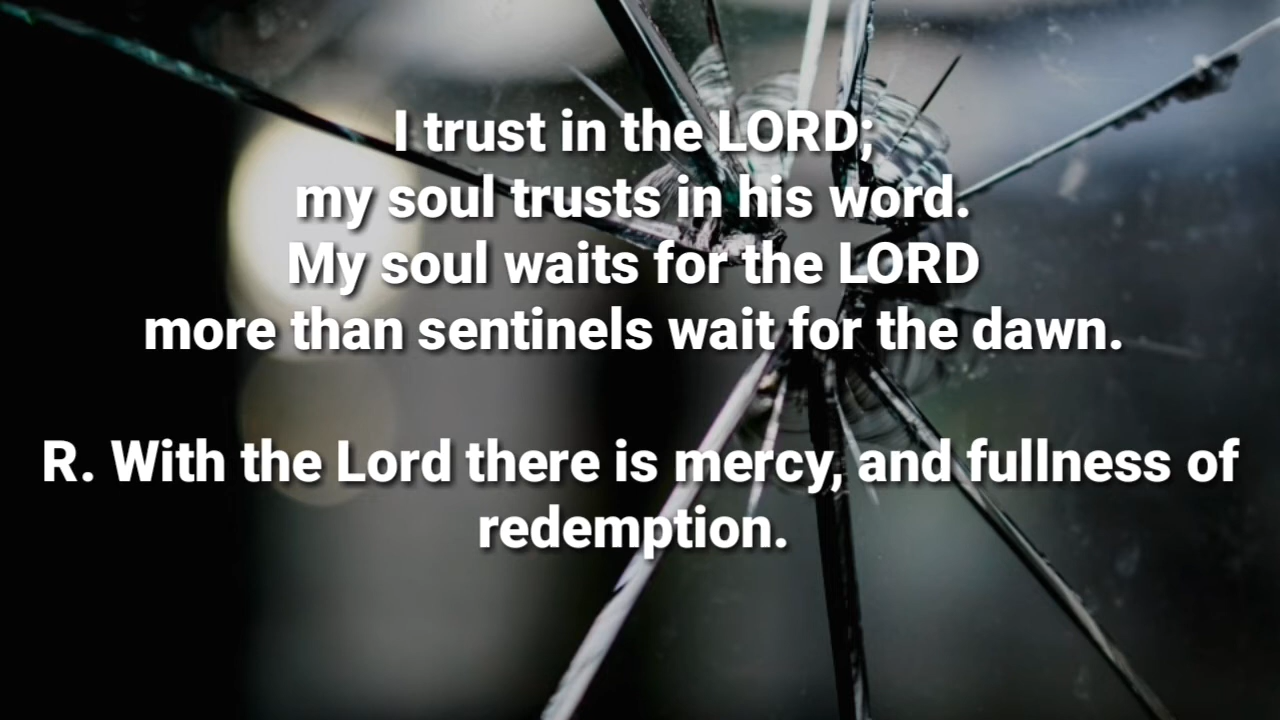 I trust in the LORD;
my soul trusts in his word.
My soul waits for the LORD
more than sentinels wait for the dawn.
R. With the Lord there is mercy, and fullness of
redemption.